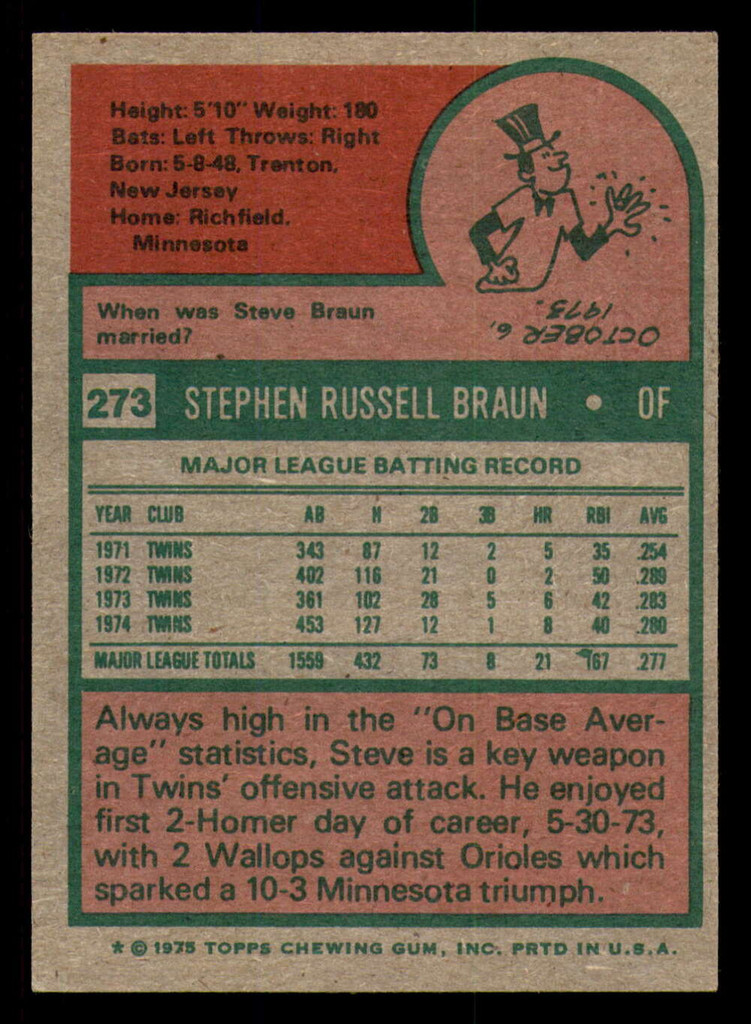 Height: 5'10" Weight: 180
Bats: Left Throws: Right
Born: 5-8-48, Trenton,
New Jersey
Home: Richfield,
Minnesota
When was Steve Braun
married?
OCTOBER 6,
1973.
273 STEPHEN RUSSELL BRAUN • OF
MAJOR LEAGUE BATTING RECORD
YEAR CLUB AB H 2B 3B HR RBI AVG
1971 TWINS 343 87 12 2 5 35 .254
1972 TWINS 402 116 21 0 2 50 .289
1973 TWINS 361 102 28 5 6 42 .283
1974 TWINS 453 127 12 1 8 40 .280
MAJOR LEAGUE TOTALS 1559 432 73 8 21 167 .277
Always high in the "On Base Aver-
age" statistics, Steve is a key weapon
in Twins' offensive attack. He enjoyed
first 2-Homer day of career, 5-30-73,
with 2 Wallops against Orioles which
sparked a 10-3 Minnesota triumph.
* © 1975 TOPPS CHEWING GUM, INC. PRTD IN U.S.A.